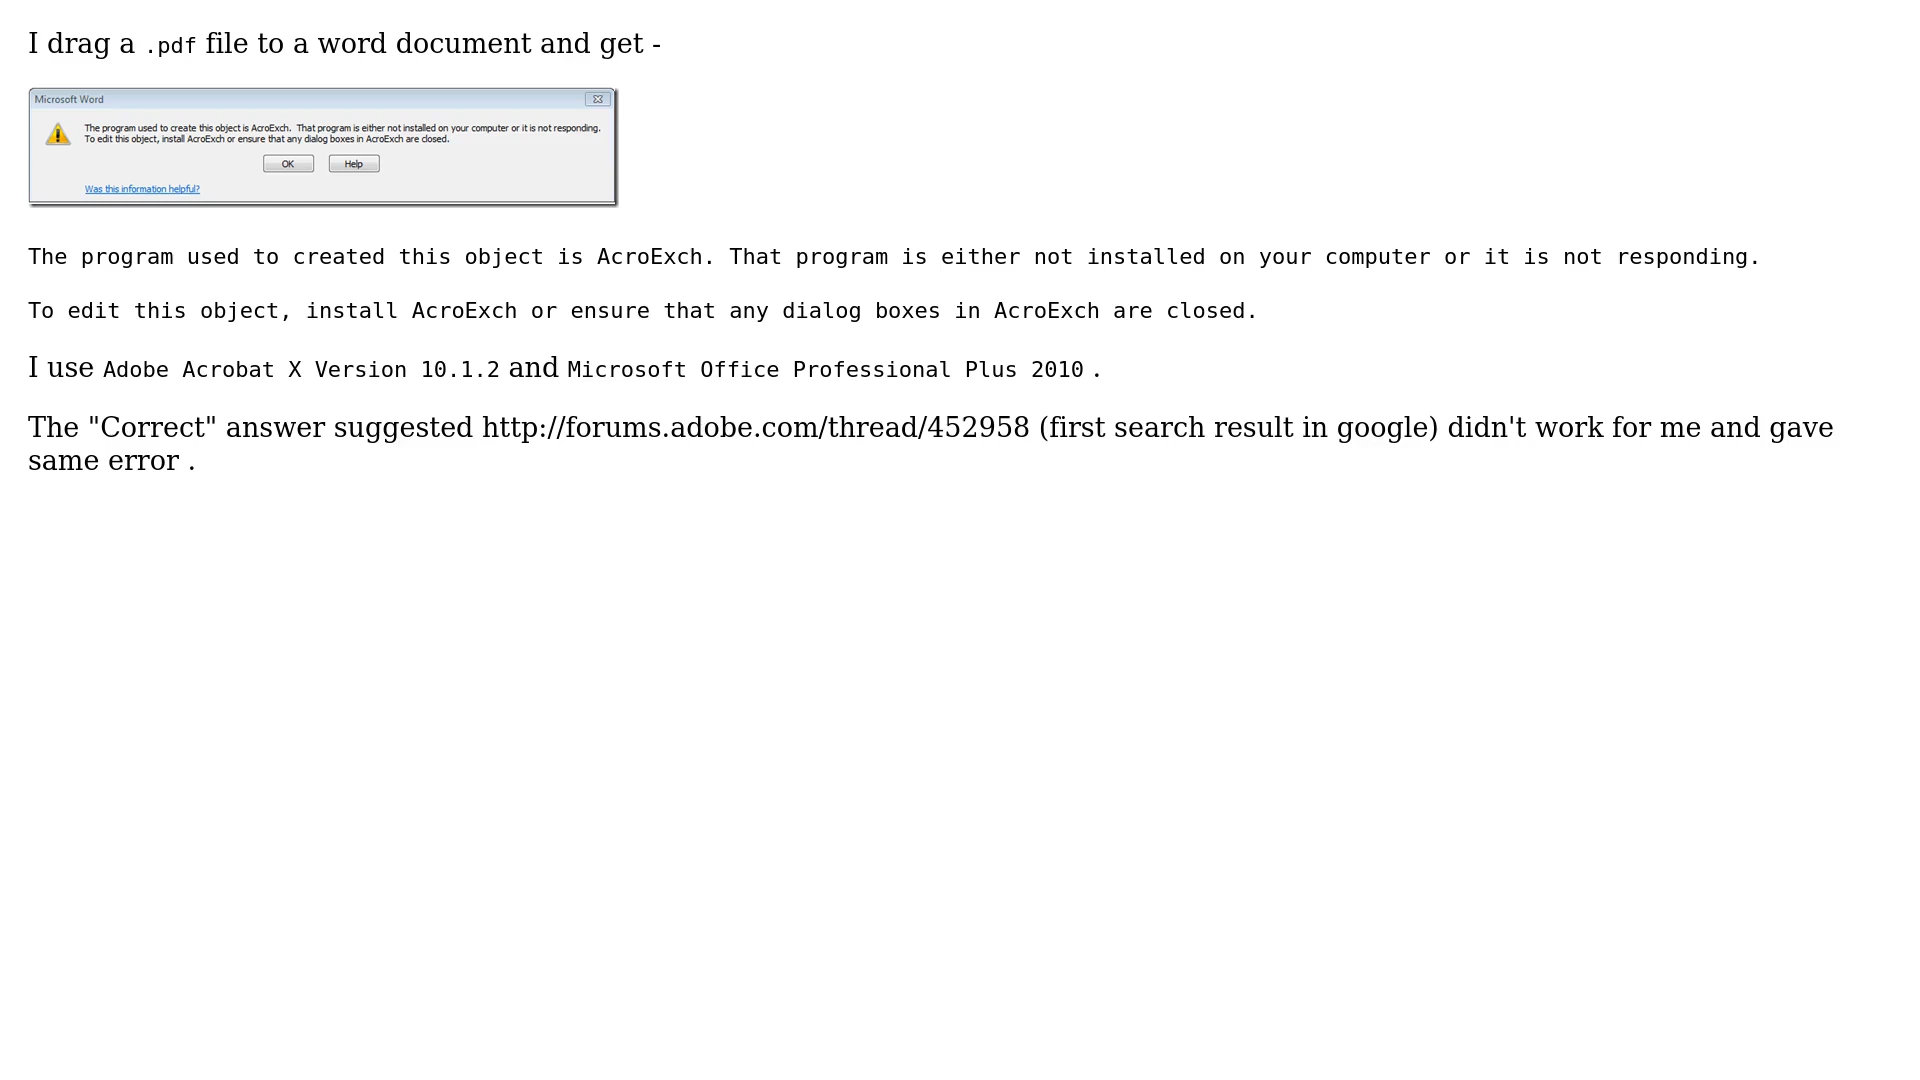 I drag a .pdf file to a word document and get -
Microsoft Word
The program used to create this object is AcroExch. That program is either not installed on your computer or it is not responding.
To edit this object, install AcroExch or ensure that any dialog boxes in AcroExch are closed.
OK Help
Was this information helpful?
The program used to created this object is AcroExch. That program is either not installed on your computer or it is not responding.
To edit this object, install AcroExch or ensure that any dialog boxes in AcroExch are closed.
I use Adobe Acrobat X Version 10.1.2 and Microsoft Office Professional Plus 2010 .
The "Correct" answer suggested http://forums.adobe.com/thread/452958 (first search result in google) didn't work for me and gave
same error .